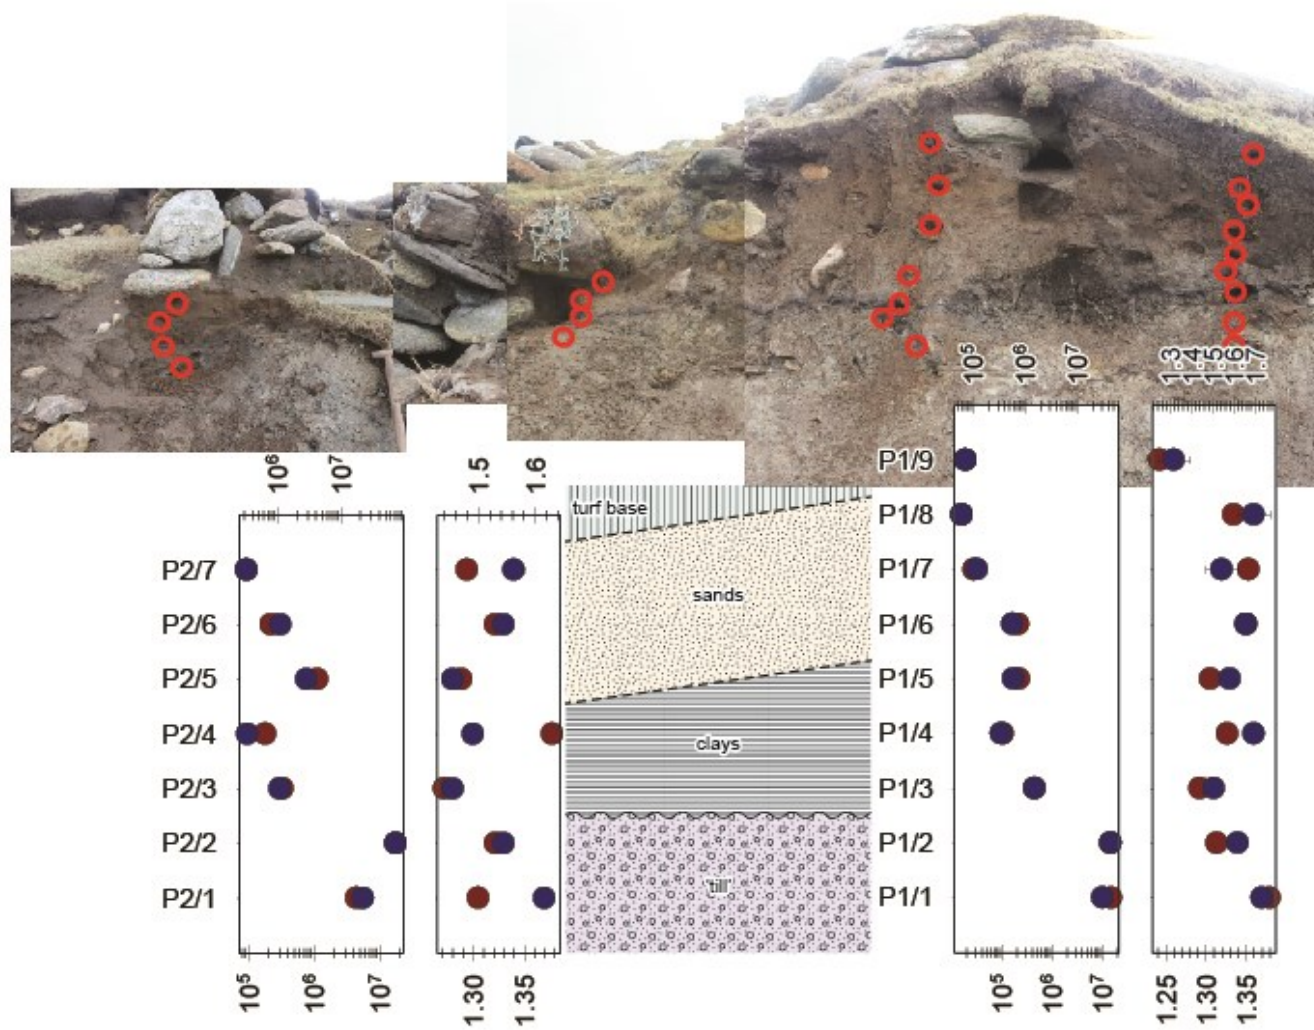 10⁵ 10⁶ 10⁷
1.3 1.4 1.5 1.6 1.7
10⁶ 10⁷
1.5 1.6
P1/9
turf base
P1/8
P2/7
P1/7
sands
P2/6
P1/6
P2/5
P1/5
P2/4
clays
P1/4
P2/3
P1/3
P2/2
P1/2
P2/1
'till'
P1/1
10⁵ 10⁶ 10⁷
1.30 1.35
10⁵ 10⁶ 10⁷
1.25 1.30 1.35